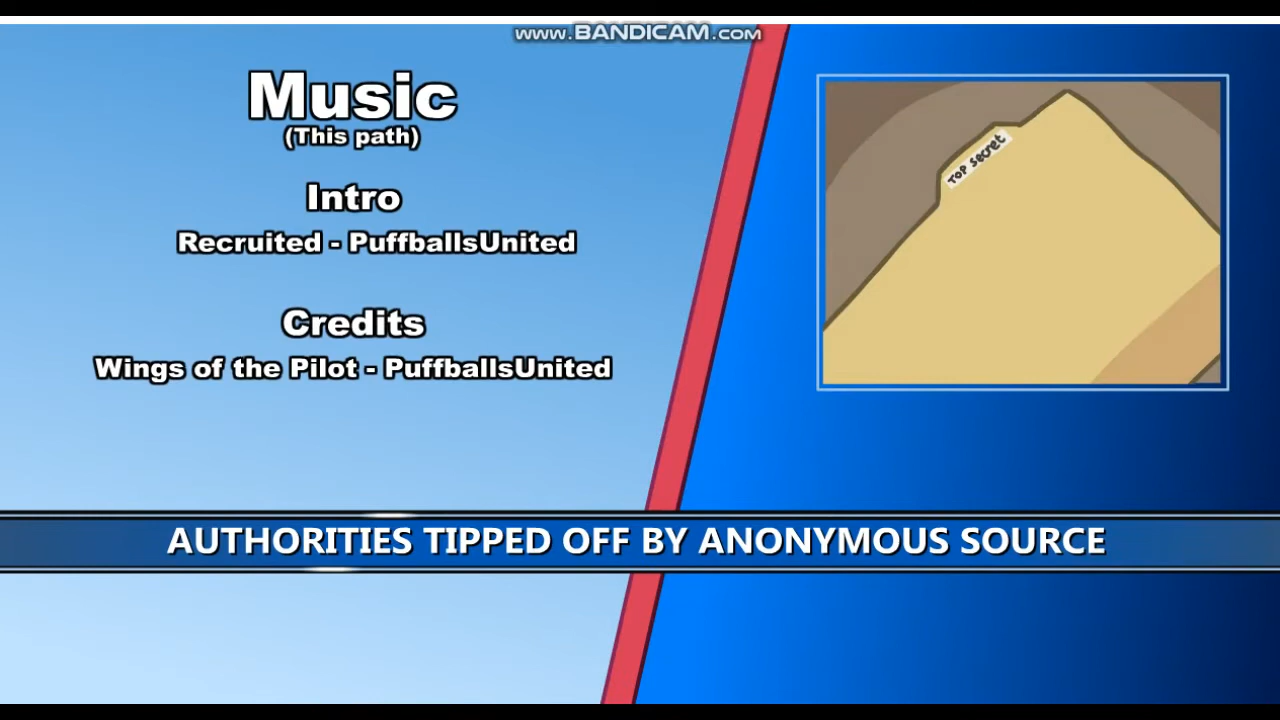 www.BANDICAM.com
Music
(This path)
Intro
Recruited - PuffballsUnited
Credits
Wings of the Pilot - PuffballsUnited
Top Secret
AUTHORITIES TIPPED OFF BY ANONYMOUS SOURCE